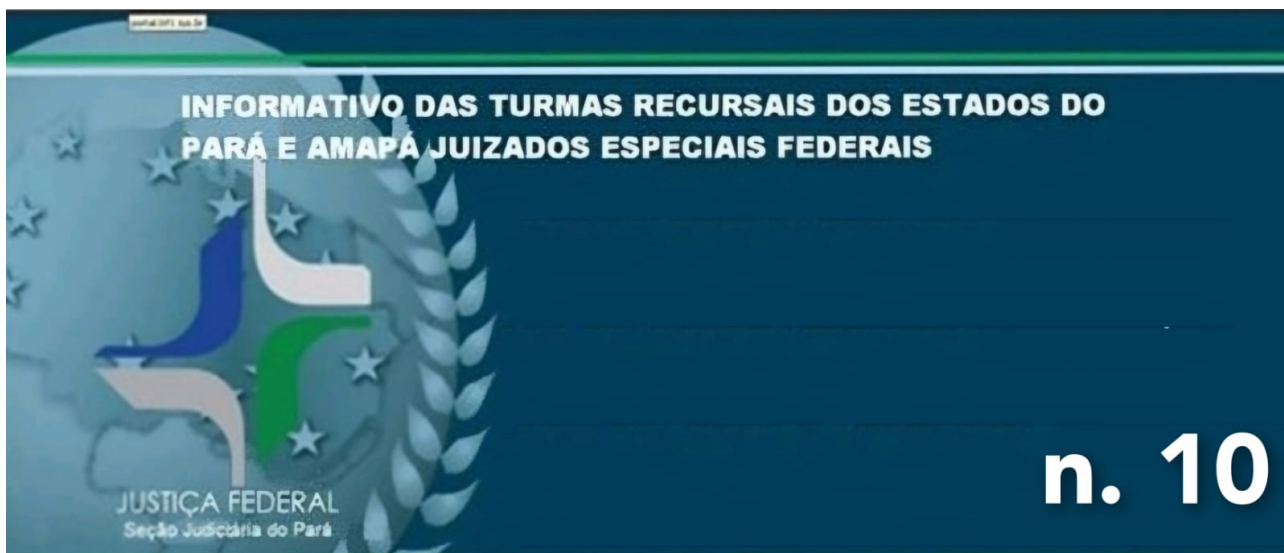 INFORMATIVO DAS TURMAS RECURSAIS DOS ESTADOS DO
PARÁ E AMAPÁ JUIZADOS ESPECIAIS FEDERAIS
n. 10
JUSTIÇA FEDERAL
Seção Judiciária do Pará